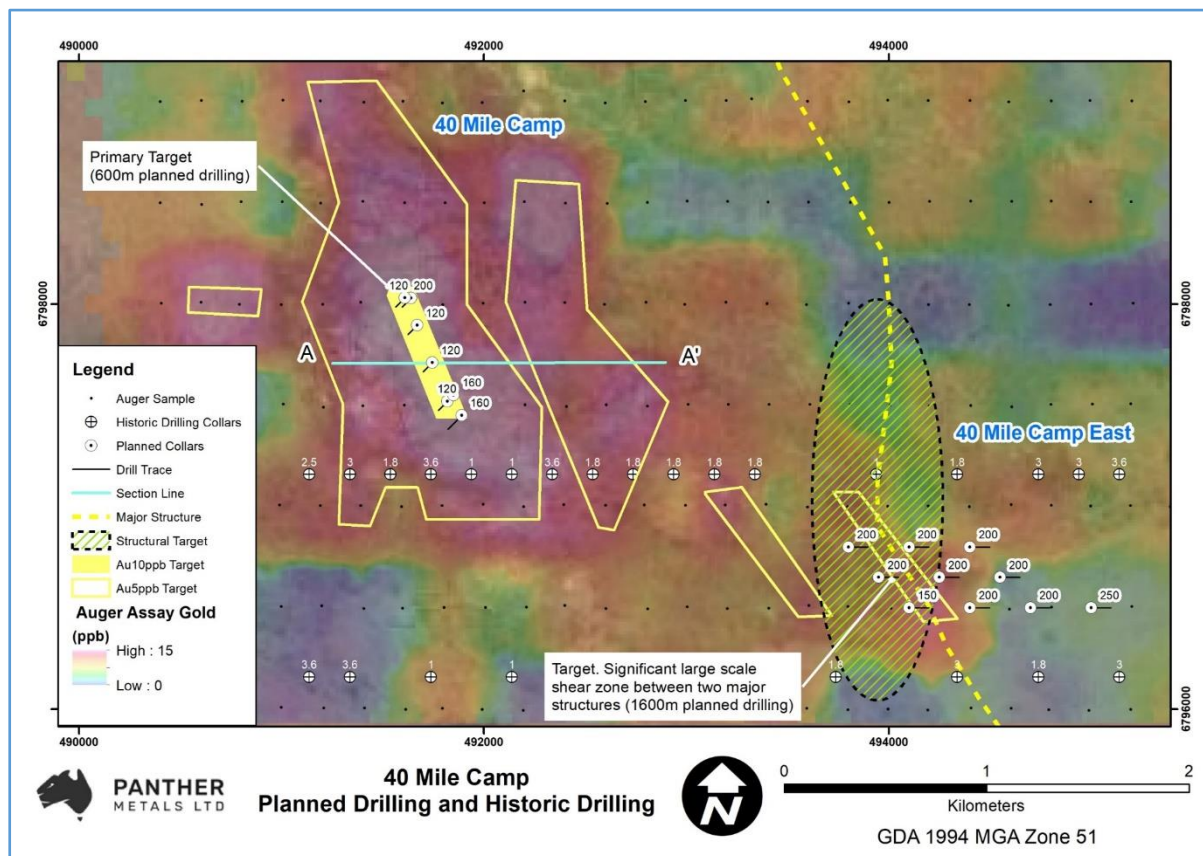 490000
492000
494000
40 Mile Camp
Primary Target
(600m planned drilling)
6798000
6798000
120
200
120
A
120
A'
160
120
160
Legend
Auger Sample
Historic Drilling Collars
Planned Collars
Drill Trace
Section Line
Major Structure
Structural Target
Au10ppb Target
Au5ppb Target
Auger Assay Gold
(ppb)
High : 15
Low : 0
40 Mile Camp East
2.5
3
1.8
3.6
1
1
3.6
1.8
1.8
1.8
1.8
1.8
1.8
3
3
3.6
200
200
200
200
200
200
150
200
200
250
Target. Significant large scale
shear zone between two major
structures (1600m planned drilling)
3.6
3.6
1
1
1.8
1.8
3
6796000
6796000
490000
492000
494000
PANTHER
METALS LTD
40 Mile Camp
Planned Drilling and Historic Drilling
N
0
1
2
Kilometers
GDA 1994 MGA Zone 51